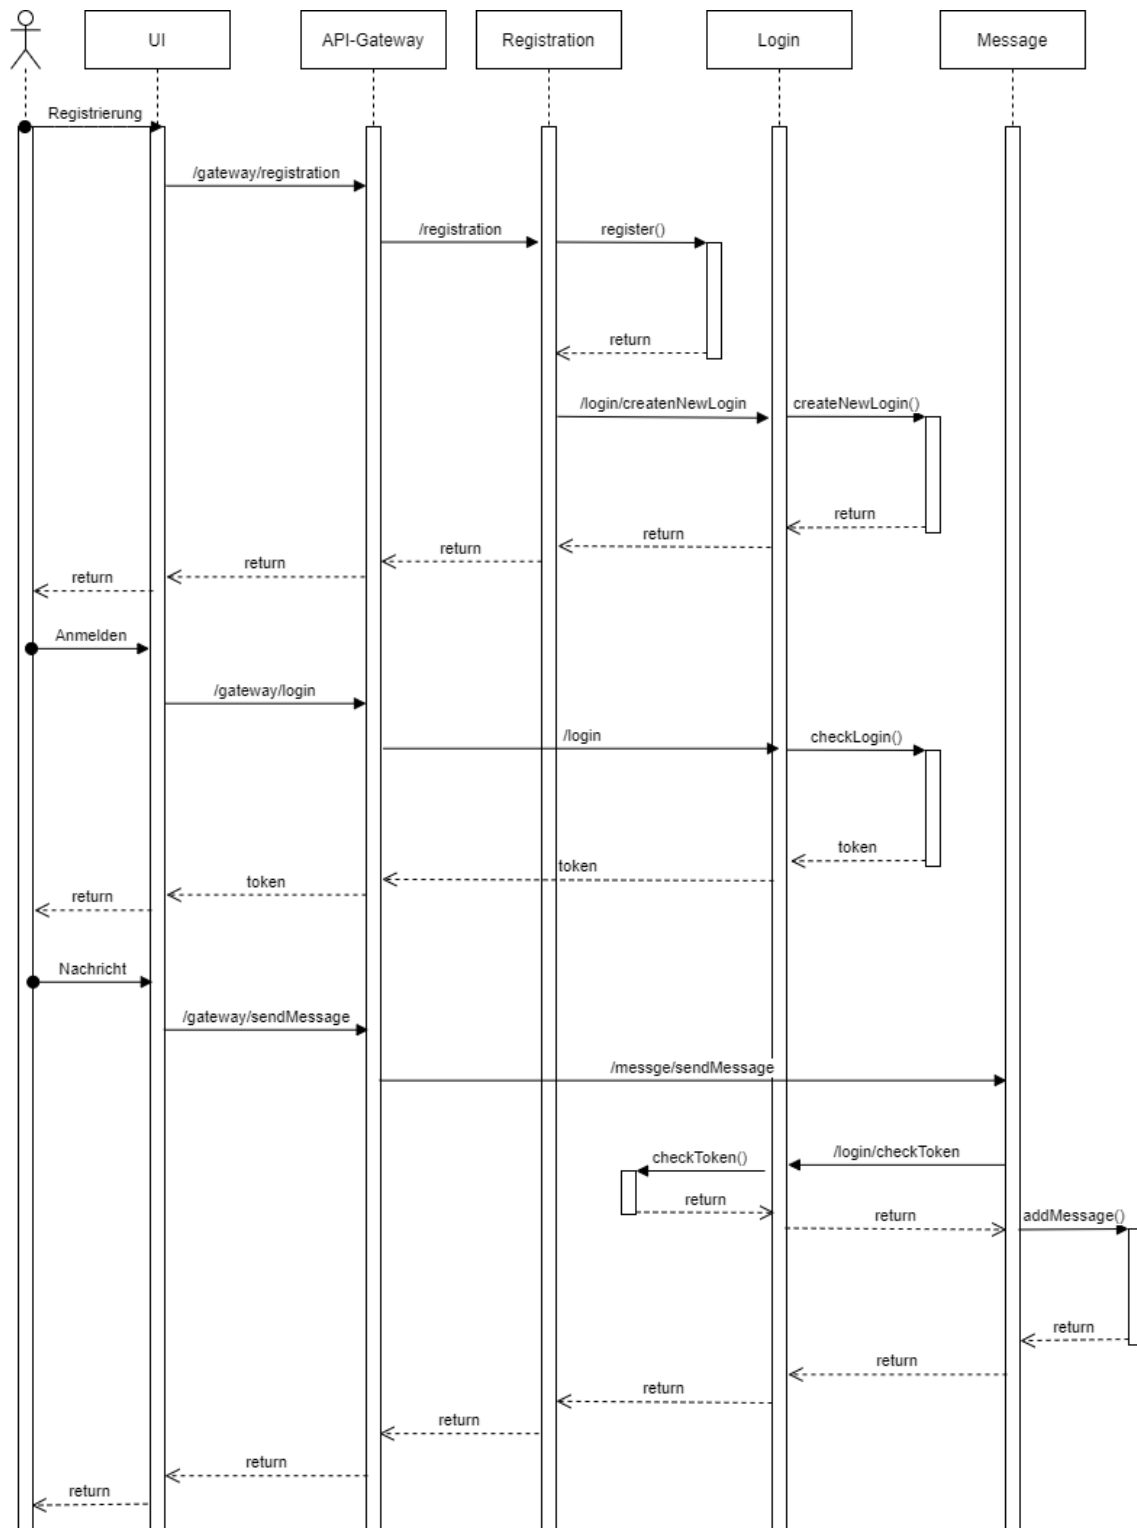 UI
API-Gateway
Registration
Login
Message
Registrierung
/gateway/registration
/registration
register()
return
/login/createnNewLogin
createNewLogin()
return
return
return
return
return
Anmelden
/gateway/login
/login
checkLogin()
token
token
token
return
Nachricht
/gateway/sendMessage
/messge/sendMessage
/login/checkToken
checkToken()
return
return
addMessage()
return
return
return
return
return
return